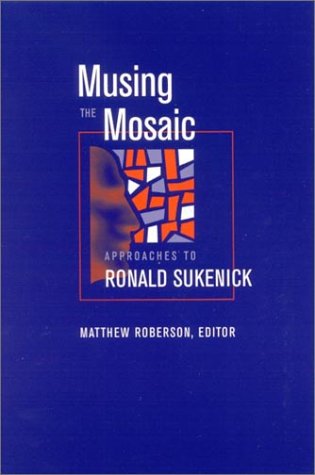 Musing
THE
Mosaic
APPROACHES TO
RONALD SUKENICK
MATTHEW ROBERSON, EDITOR